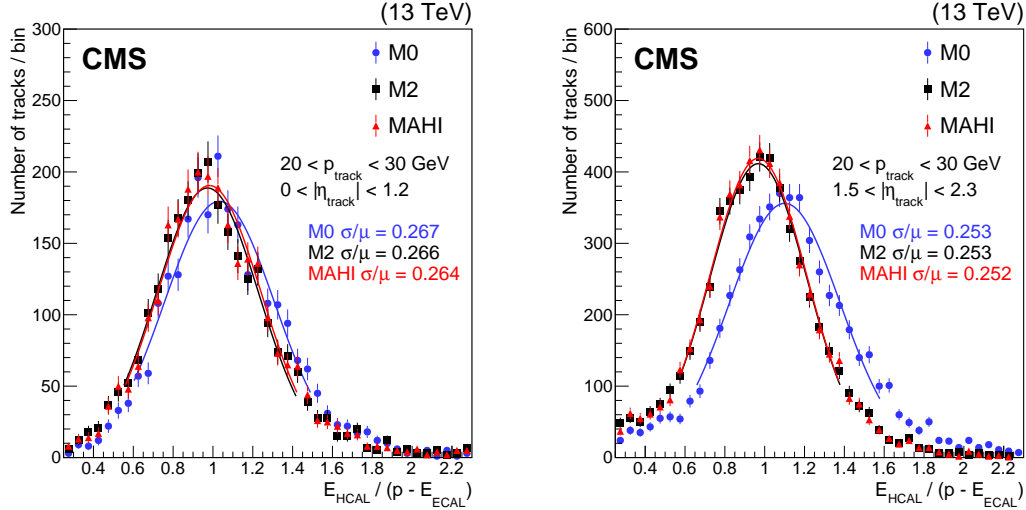 (13 TeV)
CMS
M0
M2
MAHI
20 < p_track < 30 GeV
0 < |η_track| < 1.2
M0 σ/μ = 0.267
M2 σ/μ = 0.266
MAHI σ/μ = 0.264
Number of tracks / bin
300
250
200
150
100
50
0
0.4 0.6 0.8 1 1.2 1.4 1.6 1.8 2 2.2
E_HCAL / (p - E_ECAL)
(13 TeV)
CMS
M0
M2
MAHI
20 < p_track < 30 GeV
1.5 < |η_track| < 2.3
M0 σ/μ = 0.253
M2 σ/μ = 0.253
MAHI σ/μ = 0.252
Number of tracks / bin
600
500
400
300
200
100
0
0.4 0.6 0.8 1 1.2 1.4 1.6 1.8 2 2.2
E_HCAL / (p - E_ECAL)